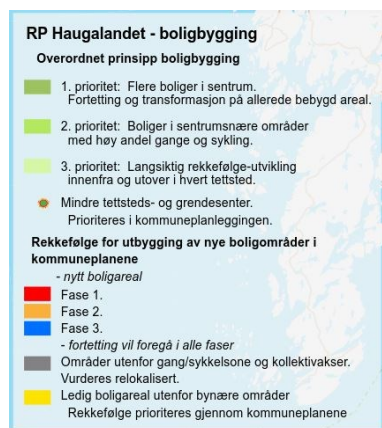 RP Haugalandet - boligbygging
Overordnet prinsipp boligbygging
1. prioritet: Flere boliger i sentrum.
Fortetting og transformasjon på allerede bebygd areal.
2. prioritet: Boliger i sentrumsnære områder
med høy andel gange og sykling.
3. prioritet: Langsiktig rekkefølge-utvikling
innenfra og utover i hvert tettsted.
Mindre tettsteds- og grendesenter.
Prioriteres i kommuneplanleggingen.
Rekkefølge for utbygging av nye boligområder i
kommuneplanene
- nytt boligareal
Fase 1.
Fase 2.
Fase 3.
- fortetting vil foregå i alle faser
Områder utenfor gang/sykkelsone og kollektivakser.
Vurderes relokalisert.
Ledig boligareal utenfor bynære områder
Rekkefølge prioriteres gjennom kommuneplanene